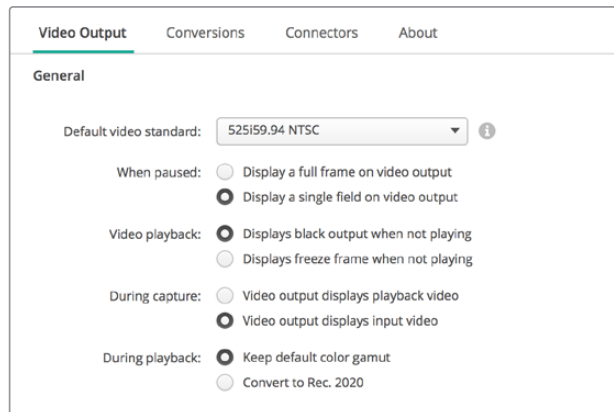 Video Output Conversions Connectors About
General
Default video standard: 525i59.94 NTSC
When paused: Display a full frame on video output
Display a single field on video output
Video playback: Displays black output when not playing
Displays freeze frame when not playing
During capture: Video output displays playback video
Video output displays input video
During playback: Keep default color gamut
Convert to Rec. 2020